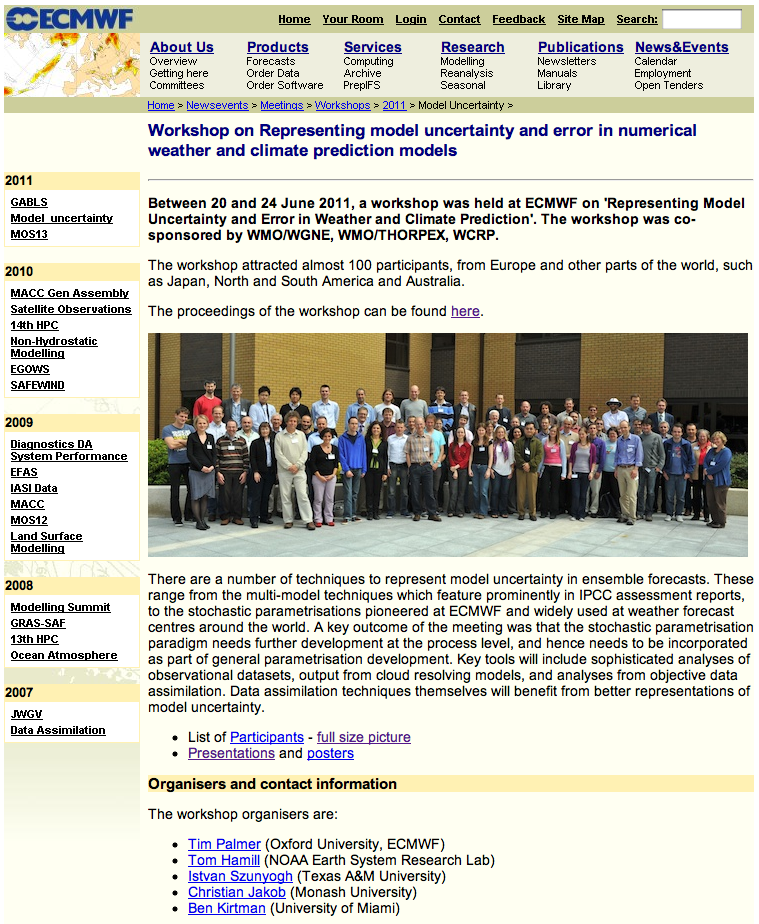 ECMWF
Home Your Room Login Contact Feedback Site Map Search:
About Us Products Services Research Publications News&Events
Overview Forecasts Computing Modelling Newsletters Calendar
Getting here Order Data Archive Reanalysis Manuals Employment
Committees Order Software PrepIFS Seasonal Library Open Tenders
Home > Newsevents > Meetings > Workshops > 2011 > Model Uncertainty >
2011
GABLS
Model_uncertainty
MOS13
2010
MACC Gen Assembly
Satellite Observations
14th HPC
Non-Hydrostatic
Modelling
EGOWS
SAFEWIND
2009
Diagnostics DA
System Performance
EFAS
IASI Data
MACC
MOS12
Land Surface
Modelling
2008
Modelling Summit
GRAS-SAF
13th HPC
Ocean Atmosphere
2007
JWGV
Data Assimilation
Workshop on Representing model uncertainty and error in numerical
weather and climate prediction models
Between 20 and 24 June 2011, a workshop was held at ECMWF on 'Representing Model
Uncertainty and Error in Weather and Climate Prediction'. The workshop was co-
sponsored by WMO/WGNE, WMO/THORPEX, WCRP.
The workshop attracted almost 100 participants, from Europe and other parts of the world, such
as Japan, North and South America and Australia.
The proceedings of the workshop can be found here.
There are a number of techniques to represent model uncertainty in ensemble forecasts. These
range from the multi-model techniques which feature prominently in IPCC assessment reports,
to the stochastic parametrisations pioneered at ECMWF and widely used at weather forecast
centres around the world. A key outcome of the meeting was that the stochastic parametrisation
paradigm needs further development at the process level, and hence needs to be incorporated
as part of general parametrisation development. Key tools will include sophisticated analyses of
observational datasets, output from cloud resolving models, and analyses from objective data
assimilation. Data assimilation techniques themselves will benefit from better representations of
model uncertainty.
• List of Participants - full size picture
• Presentations and posters
Organisers and contact information
The workshop organisers are:
• Tim Palmer (Oxford University, ECMWF)
• Tom Hamill (NOAA Earth System Research Lab)
• Istvan Szunyogh (Texas A&M University)
• Christian Jakob (Monash University)
• Ben Kirtman (University of Miami)